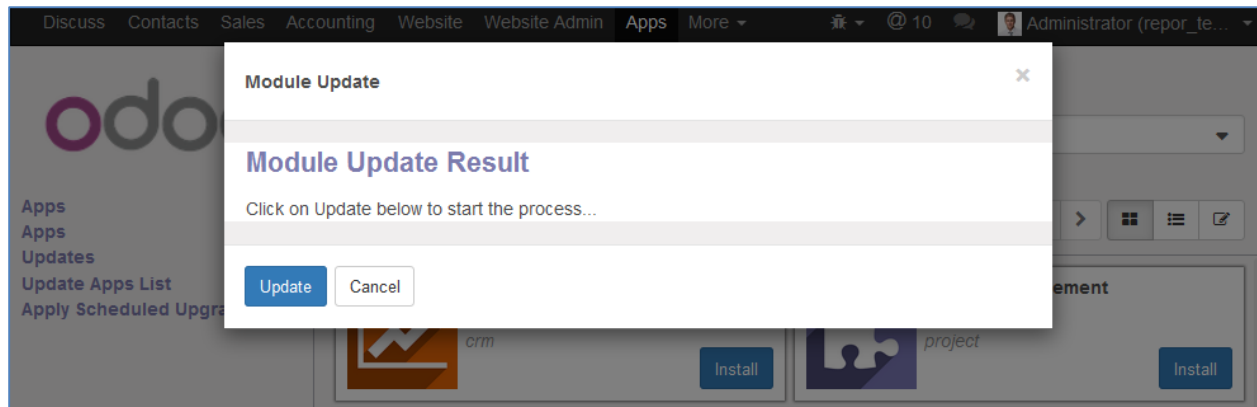 Discuss Contacts Sales Accounting Website Website Admin Apps More @ 10 Administrator (repor_te...
Module Update ×
odoo
Module Update Result
Click on Update below to start the process...
Apps
Apps
Updates
Update Apps List
Apply Scheduled Upgra
Update Cancel
ement
crm
project
Install
Install